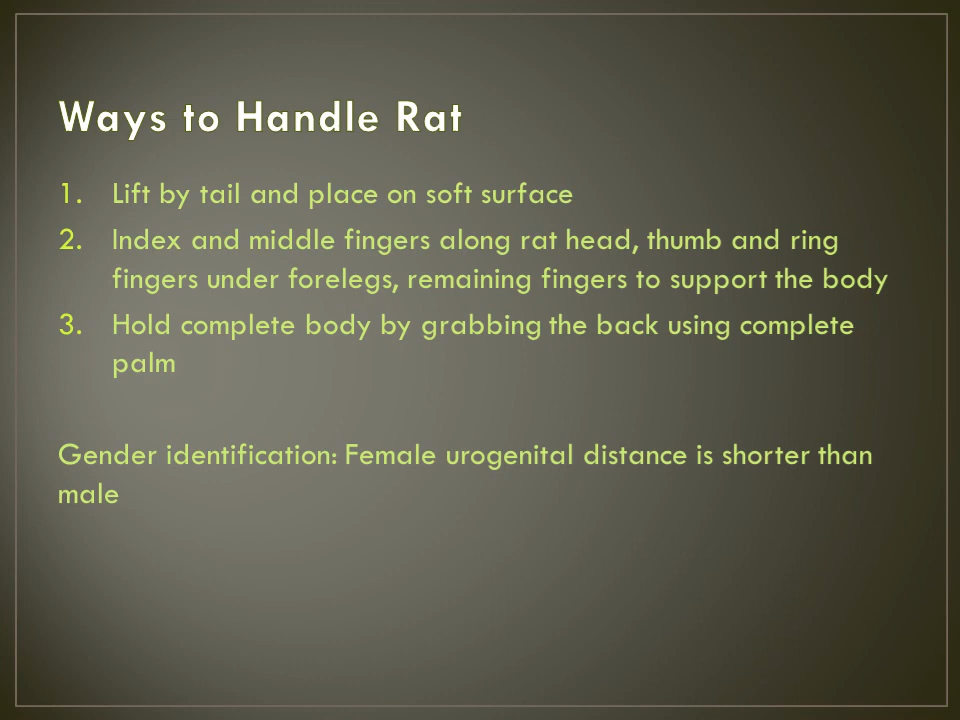 Ways to Handle Rat
1. Lift by tail and place on soft surface
2. Index and middle fingers along rat head, thumb and ring
fingers under forelegs, remaining fingers to support the body
3. Hold complete body by grabbing the back using complete
palm
Gender identification: Female urogenital distance is shorter than
male